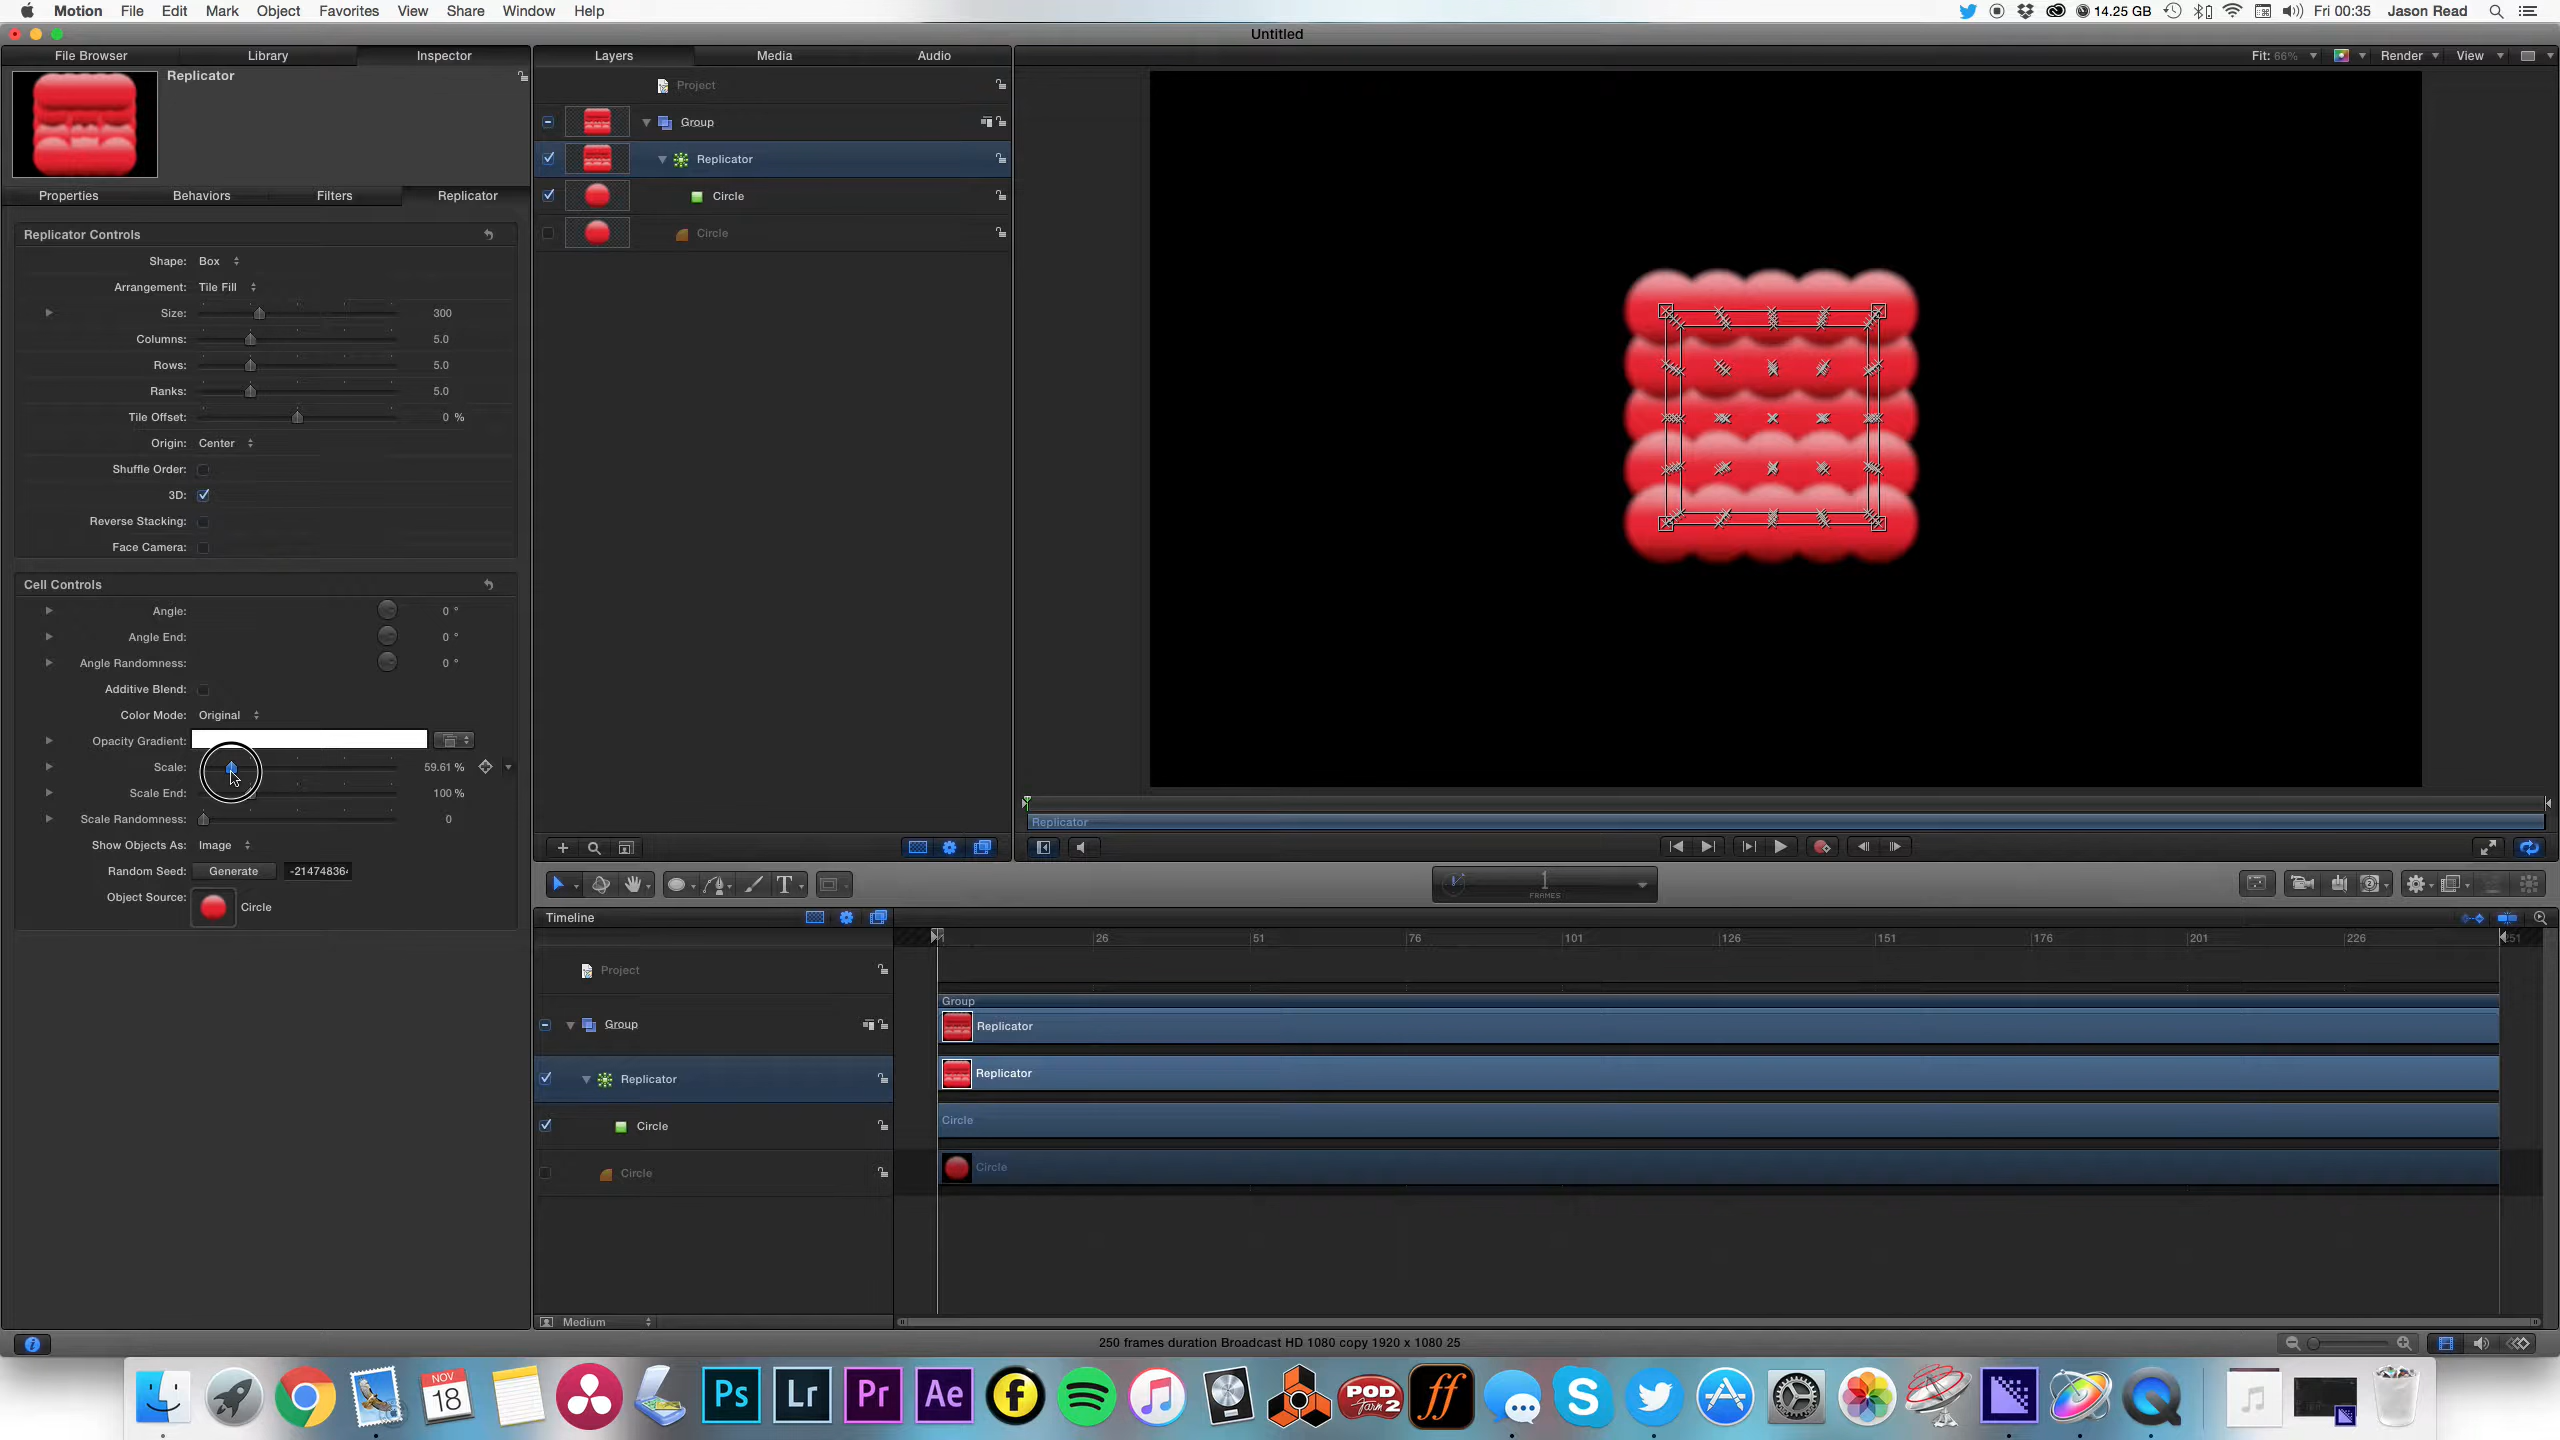 Motion File Edit Mark Object Favorites View Share Window Help 14.25 GB Fri 00:35 Jason Read
Untitled
File Browser Library Inspector Layers Media Audio Fit: 66% Render View
Replicator
Project
Group
Replicator
Properties Behaviors Filters Replicator Circle
Replicator Controls Circle
Shape: Box
Arrangement: Tile Fill
Size: 300
Columns: 5.0
Rows: 5.0
Ranks: 5.0
Tile Offset: 0 %
Origin: Center
Shuffle Order:
3D:
Reverse Stacking:
Face Camera:
Cell Controls
Angle: 0 °
Angle End: 0 °
Angle Randomness: 0 °
Additive Blend:
Color Mode: Original
Opacity Gradient:
Scale: 59.61 %
Scale End: 100 %
Scale Randomness: 0
Replicator
Show Objects As: Image
Random Seed: Generate -214748364
Object Source: Circle
T 1
FRAMES
Timeline
26 51 76 101 126 151 176 201 226 251
Project
Group
Group
Replicator
Replicator
Replicator
Circle
Circle
Circle
Circle
Medium
250 frames duration Broadcast HD 1080 copy 1920 x 1080 25
NOV
18
Ps Lr Pr Ae f POD
farm
2 ff S